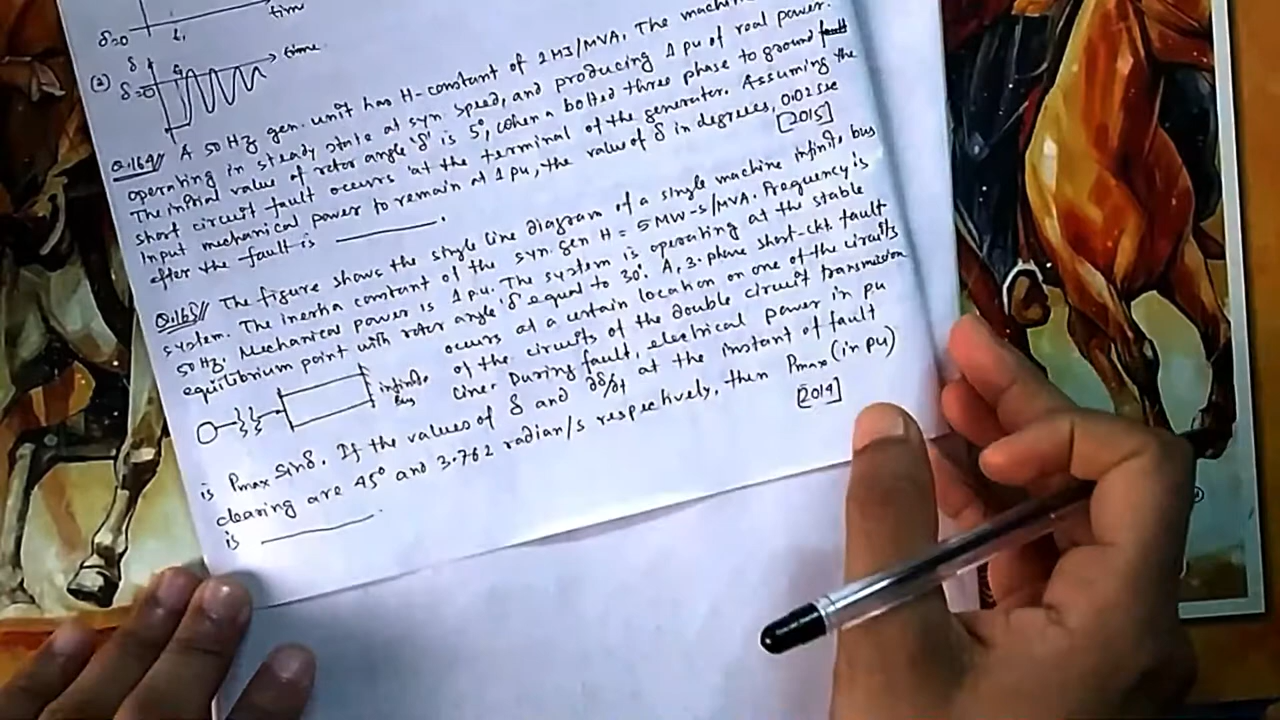 time
δ=0
t₁
(2)
δ
δ=0
time
Q.164// A 50 Hz gen. unit has H-constant of 2 MJ/MVA. The
operating in steady state at syn speed, and producing 1 pu of real power.
The initial value of rotor angle 'δ' is 5°, when a bolted three phase to ground fault
short circuit fault occurs at the terminal of the generator. Assuming the
input mechanical power to remain at 1 pu, the value of δ in degrees, 0.02 sec
after the fault is ______.
[2015]
Q.165// The figure shows the single line diagram of a single machine infinite bus
system. The inertia constant of the syn. gen H = 5 MW-s/MVA. Frequency is
50 Hz. Mechanical power is 1 p.u. The system is operating at the stable
equilibrium point with rotor angle 'δ' equal to 30°. A, 3-phase short-ckt. fault
occurs at a certain location on one of the circuits
of the circuits of the double circuit transmission
line. During fault, electrical power in pu
infinite
bus
is Pmax Sinδ. If the values of δ and ∂δ/∂t at the instant of fault
clearing are 45° and 3.762 radian/s respectively, then Pmax (in pu)
is ______.
[2014]